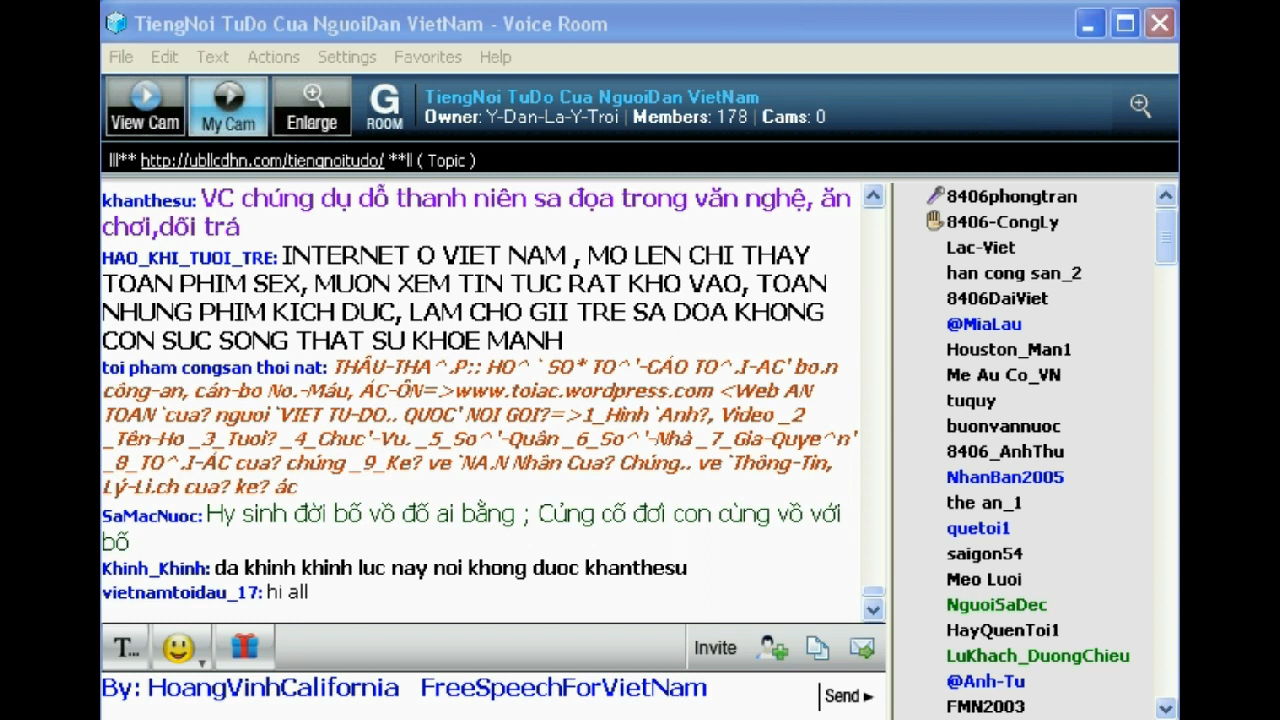 TiengNoi TuDo Cua NguoiDan VietNam - Voice Room
File Edit Text Actions Settings Favorites Help
View Cam My Cam Enlarge G ROOM
TiengNoi TuDo Cua NguoiDan VietNam
Owner: Y-Dan-La-Y-Troi | Members: 178 | Cams: 0
lll** http://ubllcdhn.com/tiengnoitudo/ **ll ( Topic )
khanthesu: VC chúng dụ dỗ thanh niên sa đọa trong văn nghệ, ăn
chơi,dối trá
HAO_KHI_TUOI_TRE: INTERNET O VIET NAM , MO LEN CHI THAY
TOAN PHIM SEX, MUON XEM TIN TUC RAT KHO VAO, TOAN
NHUNG PHIM KICH DUC, LAM CHO GII TRE SA DOA KHONG
CON SUC SONG THAT SU KHOE MANH
toi pham congsan thoi nat: THÂU-THA^.P:: HO^` SO* TO^'-CÁO TO^.I-AC' bo.n
công-an, cán-bo No.-Máu, ÁC-ÔN=>www.toiac.wordpress.com <Web AN
TOAN `cua? nguoi `VIET TU-DO.. QUOC' NOI GOI?=>1_Hình `Anh?, Video _2
_Tên-Ho _3_Tuoi? _4_Chuc'-Vu. _5_So^'-Quân _6_So^'-Nhà _7_Gia-Quye^n'
_8_TO^.I-ÁC cua? chúng _9_Ke? ve `NA.N Nhân Cua? Chúng.. ve `Thông-Tin,
Lý-Li.ch cua? ke? ác
SaMacNuoc: Hy sinh đời bố vồ đố ai bằng ; Củng cố đơì con cùng vồ với
bố
Khinh_Khinh: da khinh khinh luc nay noi khong duoc khanthesu
vietnamtoidau_17: hi all
T... Invite
By: HoangVinhCalifornia FreeSpeechForVietNam Send
8406phongtran
8406-CongLy
Lac-Viet
han cong san_2
8406DaiViet
@MiaLau
Houston_Man1
Me Au Co_VN
tuquy
buonvannuoc
8406_AnhThu
NhanBan2005
the an_1
quetoi1
saigon54
Meo Luoi
NguoiSaDec
HayQuenToi1
LuKhach_DuongChieu
@Anh-Tu
FMN2003